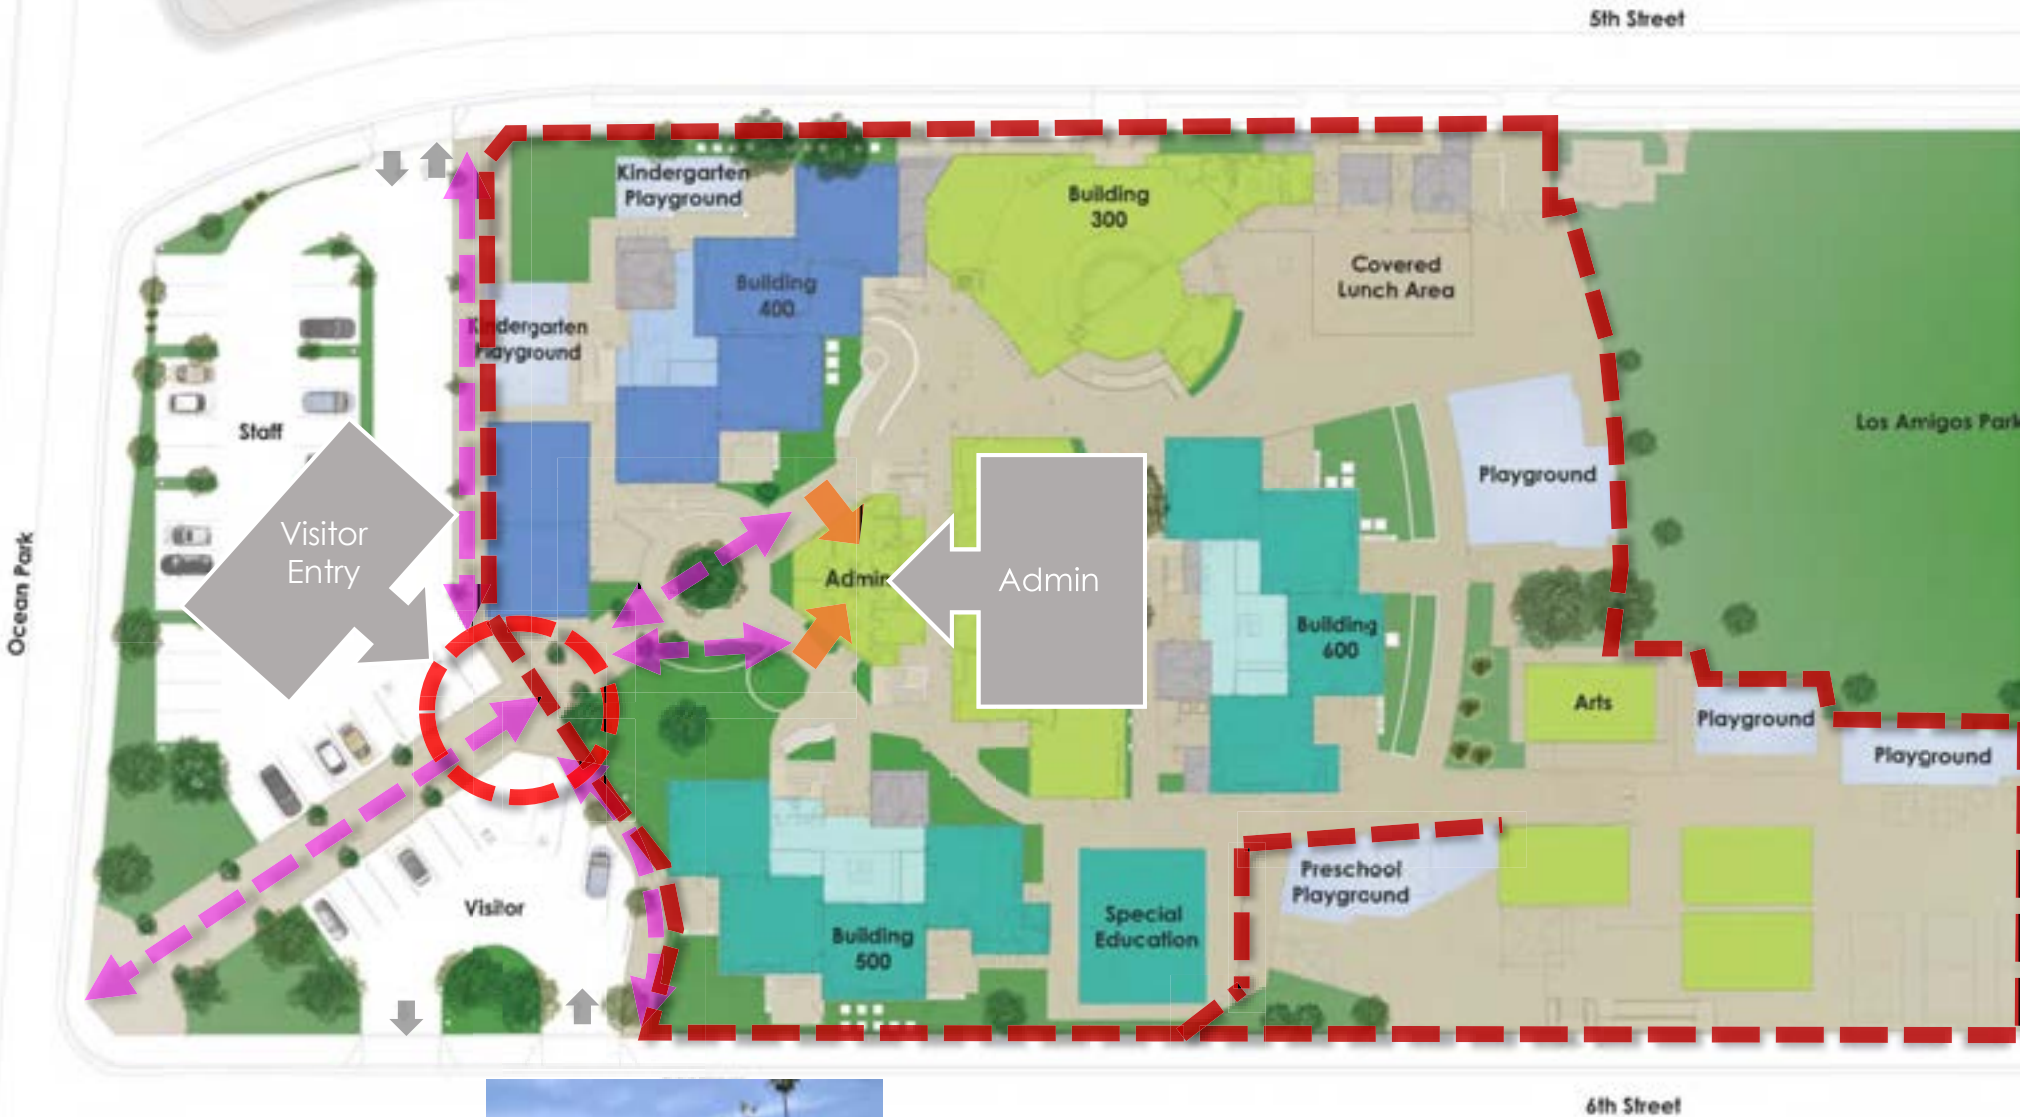 5th Street
Kindergarten
Playground
Building
300
Building
400
Covered
Lunch Area
Kindergarten
Playground
Staff
Los Amigos Park
Playground
Visitor
Entry
Ocean Park
Admin
Admin
Building
600
Arts
Playground
Playground
Preschool
Playground
Visitor
Special
Education
Building
500
6th Street